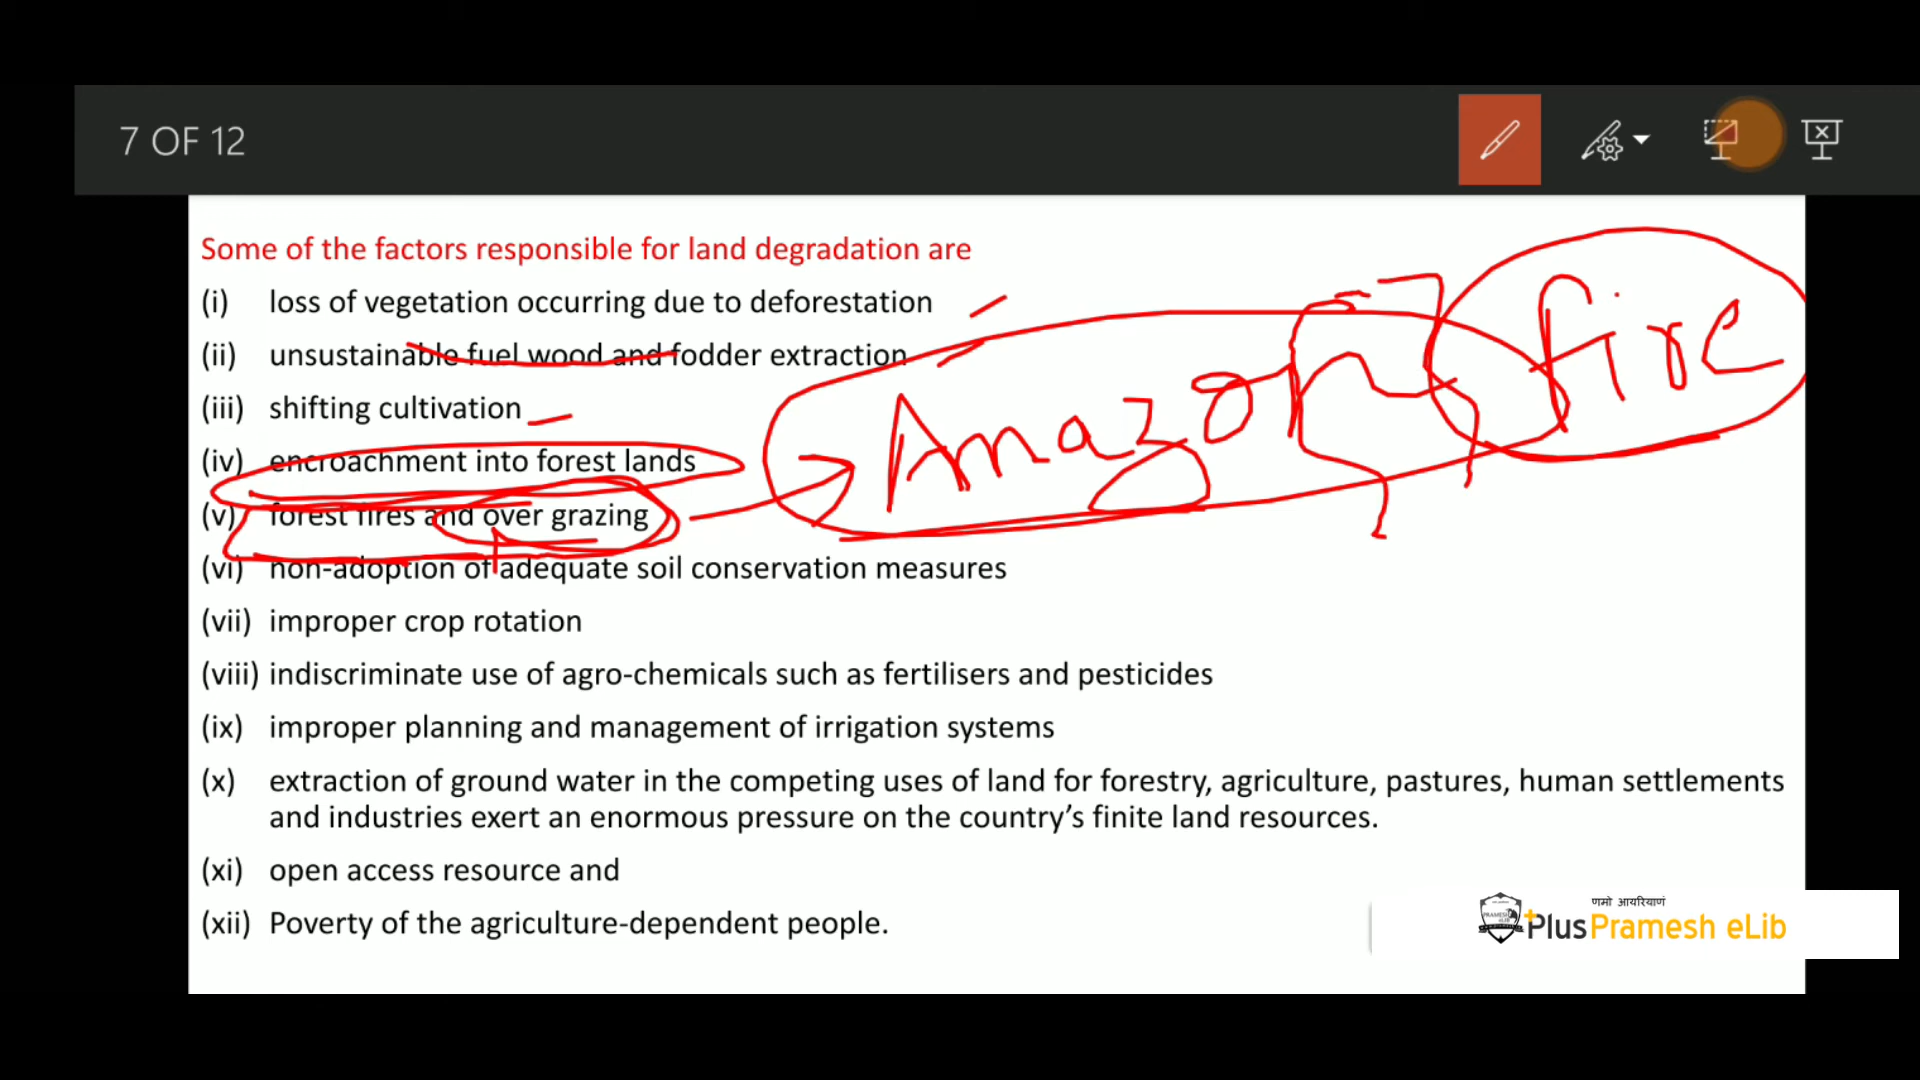 7 OF 12
Some of the factors responsible for land degradation are
(i) loss of vegetation occurring due to deforestation
(ii) unsustainable fuel wood and fodder extraction
(iii) shifting cultivation
(iv) encroachment into forest lands
(v) forest fires and over grazing
Amazon fire
(vi) non-adoption of adequate soil conservation measures
(vii) improper crop rotation
(viii) indiscriminate use of agro-chemicals such as fertilisers and pesticides
(ix) improper planning and management of irrigation systems
(x) extraction of ground water in the competing uses of land for forestry, agriculture, pastures, human settlements
and industries exert an enormous pressure on the country’s finite land resources.
(xi) open access resource and
(xii) Poverty of the agriculture-dependent people.
णमो आयरियाणं
PlusPramesh eLib